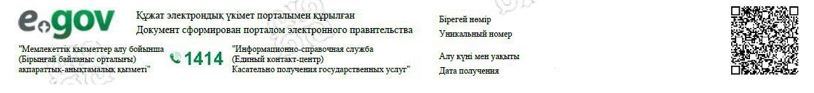 e.gov
Құжат электрондық үкімет порталымен құрылған
Документ сформирован порталом электронного правительства
"Мемлекеттік қызметтер алу бойынша
(Бірыңғай байланыс орталығы)
ақпараттық-анықтамалық қызметі"
1414
"Информационно-справочная служба
(Единый контакт-центр)
Касательно получения государственных услуг"
Бірегей нөмір
Уникальный номер
Алу күні мен уақыты
Дата получения